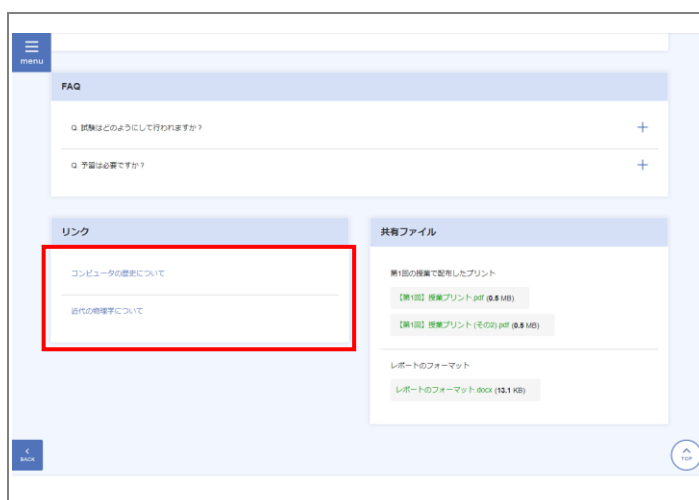 menu
FAQ
Q. 試験はどのようにして行われますか？
Q. 予習は必要ですか？
リンク
コンピュータの歴史について
近代の物理学について
共有ファイル
第1回の授業で配布したプリント
【第1回】授業プリント.pdf (0.5 MB)
【第1回】授業プリント(その2).pdf (0.5 MB)
レポートのフォーマット
レポートのフォーマット.docx (13.1 KB)
BACK
TOP